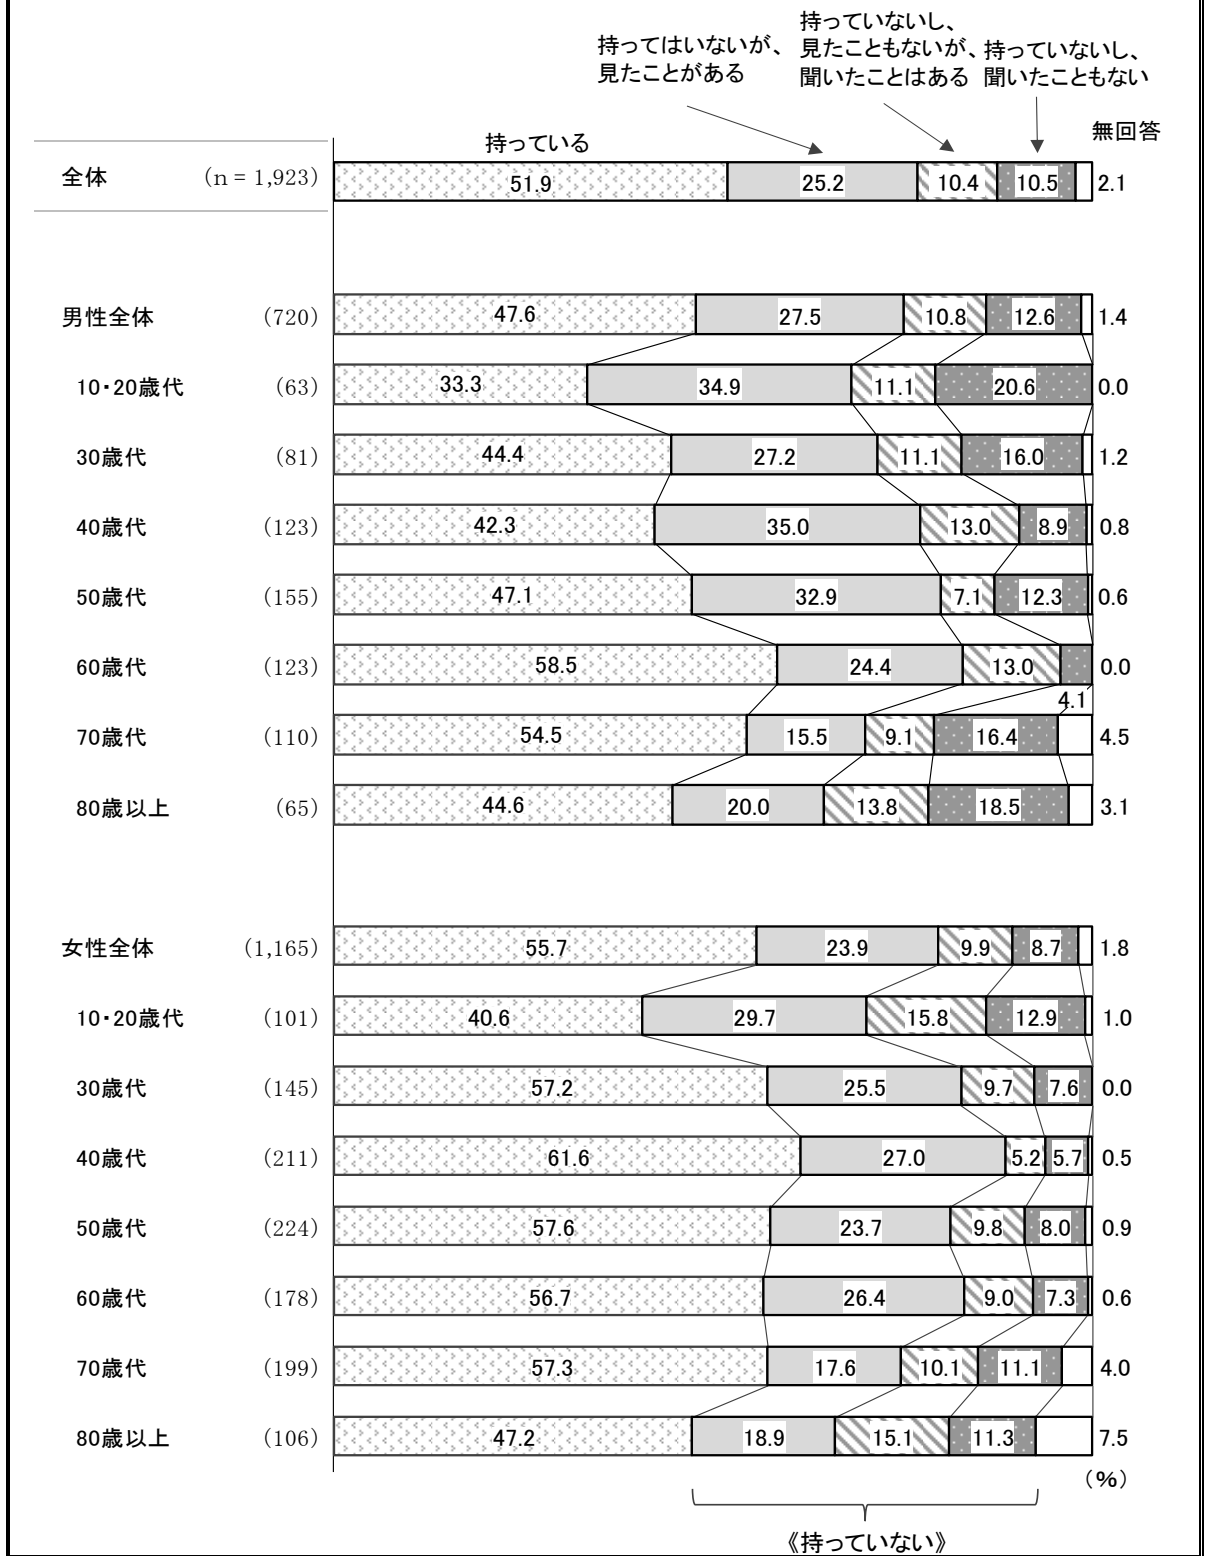 持ってはいないが、
見たことがある
持っていないし、
見たこともないが、
聞いたことはある
持っていないし、
聞いたこともない
持っている
無回答
全体 (n = 1,923) 51.9 25.2 10.4 10.5 2.1
男性全体 (720) 47.6 27.5 10.8 12.6 1.4
10・20歳代 (63) 33.3 34.9 11.1 20.6 0.0
30歳代 (81) 44.4 27.2 11.1 16.0 1.2
40歳代 (123) 42.3 35.0 13.0 8.9 0.8
50歳代 (155) 47.1 32.9 7.1 12.3 0.6
60歳代 (123) 58.5 24.4 13.0 4.1 0.0
70歳代 (110) 54.5 15.5 9.1 16.4 4.5
80歳以上 (65) 44.6 20.0 13.8 18.5 3.1
女性全体 (1,165) 55.7 23.9 9.9 8.7 1.8
10・20歳代 (101) 40.6 29.7 15.8 12.9 1.0
30歳代 (145) 57.2 25.5 9.7 7.6 0.0
40歳代 (211) 61.6 27.0 5.2 5.7 0.5
50歳代 (224) 57.6 23.7 9.8 8.0 0.9
60歳代 (178) 56.7 26.4 9.0 7.3 0.6
70歳代 (199) 57.3 17.6 10.1 11.1 4.0
80歳以上 (106) 47.2 18.9 15.1 11.3 7.5
(%)
《持っていない》